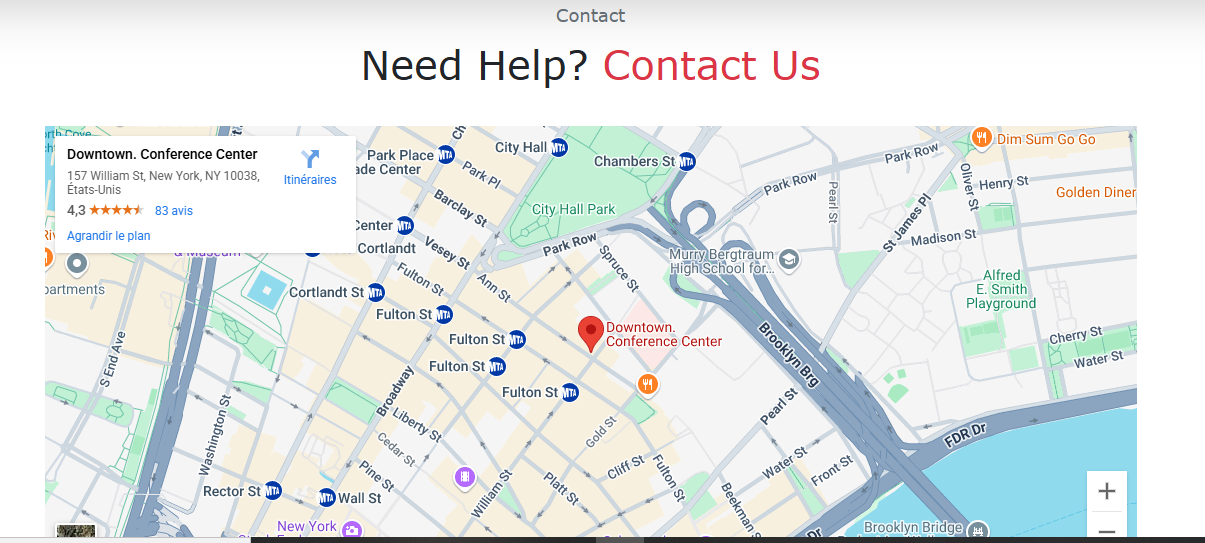 Contact
Need Help? Contact Us
Downtown. Conference Center
157 William St, New York, NY 10038,
États-Unis
4,3
83 avis
Agrandir le plan
Itinéraires
Park Place
City Hall
MTA
Chambers St
Park Pl
Barclay St
City Hall Park
Park Row
Park Row
Park Row
Pearl St
Dim Sum Go Go
Oliver St
Henry St
Golden Diner
St James Pl
Madison St
Center
Cortlandt
Vesey St
Ann St
Spruce St
Murry Bergtraum
High School for...
Alfred
E. Smith
Playground
Cortlandt St
Fulton St
Fulton St
Fulton St
Fulton St
Fulton St
Downtown.
Conference Center
Brooklyn Brg
Cherry St
Water St
S End Ave
Broadway
Washington St
Liberty St
Cedar St
Pine St
Gold St
Pearl St
Cliff St
Fulton St
Water St
Front St
FDR Dr
Rector St
Wall St
William St
Platt St
Beekman St
New York
Brooklyn Bridge
+
−